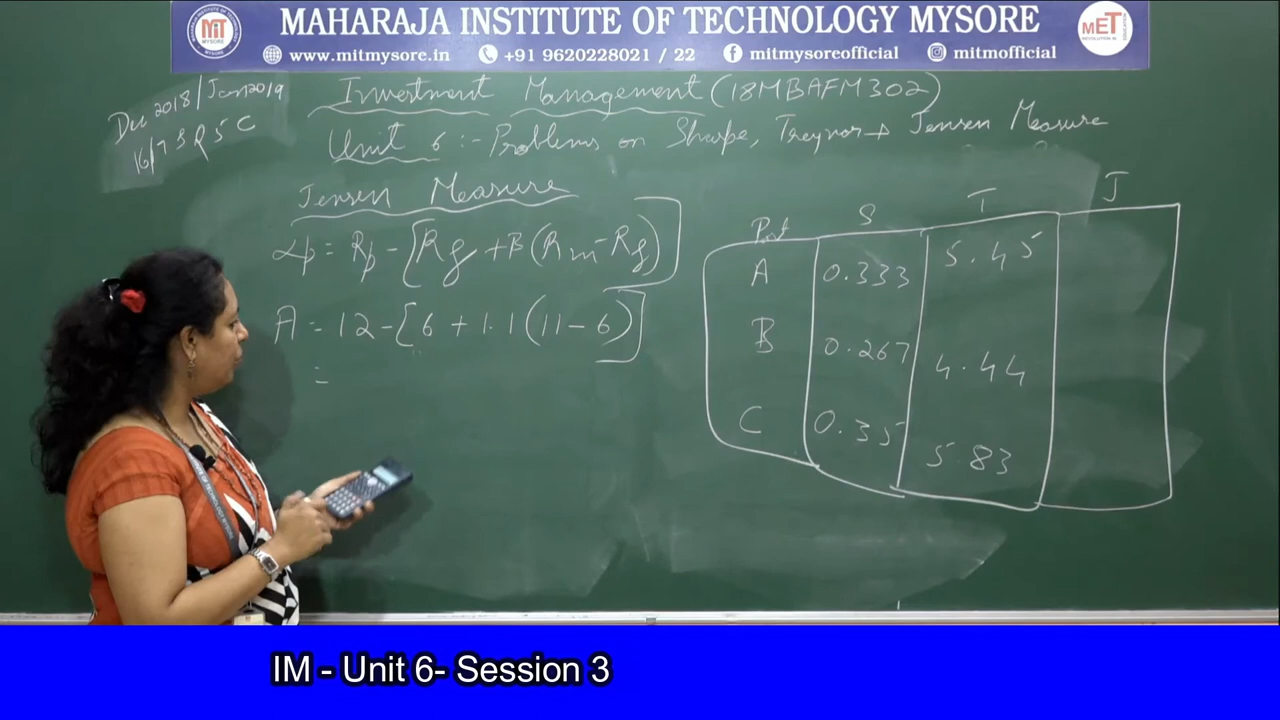 MAHARAJA INSTITUTE OF TECHNOLOGY MYSORE
MiT
MYSORE
MET
www.mitmysore.in +91 9620228021 / 22 mitmysoreofficial mitmofficial
Dec 2018/Jan 2019
16/17 S Q 5 C
Investment Management (18MBAFM302)
Unit 6 :- Problems on Sharpe, Treynor + Jensen Measure
Jensen Measure
αp = Rp - [Rf + B (Rm - Rf)]
A = 12 - [6 + 1.1 (11 - 6)]
=
Port S T J
A 0.333 5.45
B 0.267 4.44
C 0.35 5.83
IM - Unit 6- Session 3